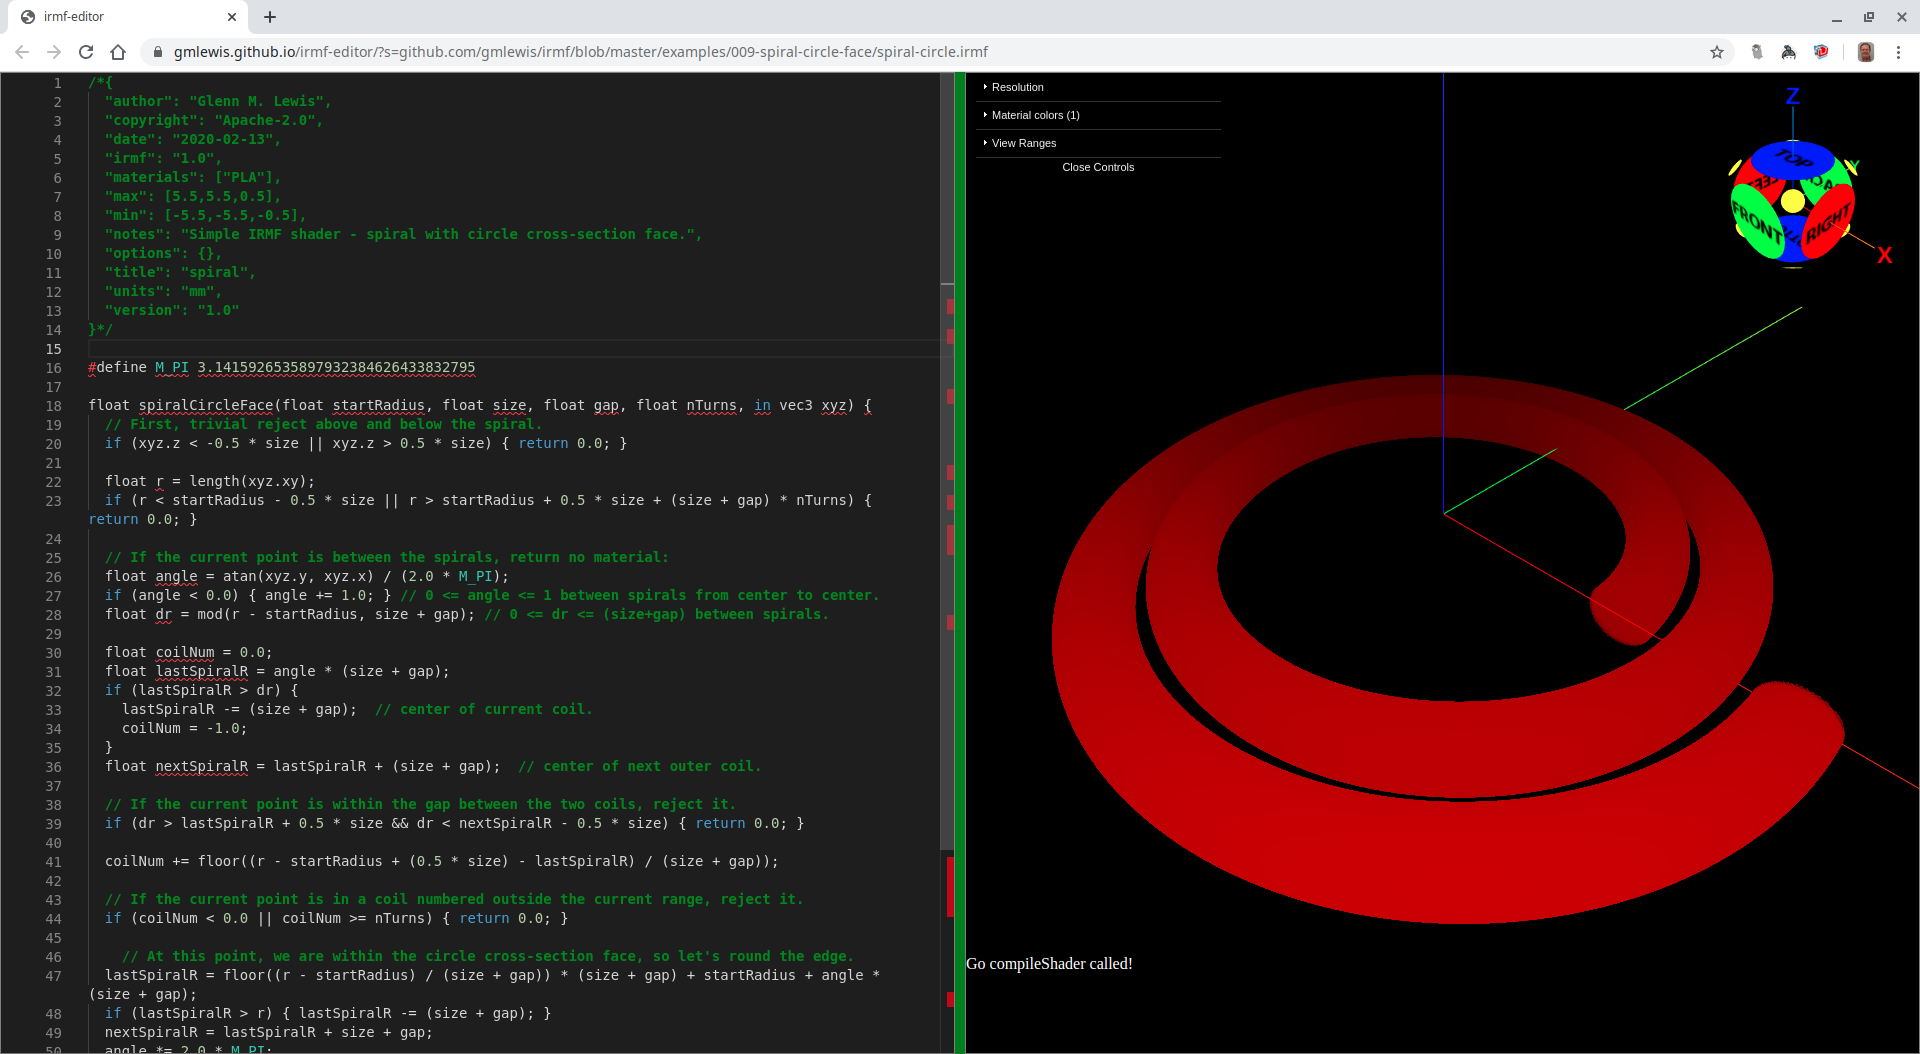 irmf-editor
gmlewis.github.io/irmf-editor/?s=github.com/gmlewis/irmf/blob/master/examples/009-spiral-circle-face/spiral-circle.irmf
1 /*{
2 "author": "Glenn M. Lewis",
3 "copyright": "Apache-2.0",
4 "date": "2020-02-13",
5 "irmf": "1.0",
6 "materials": ["PLA"],
7 "max": [5.5,5.5,0.5],
8 "min": [-5.5,-5.5,-0.5],
9 "notes": "Simple IRMF shader - spiral with circle cross-section face.",
10 "options": {},
11 "title": "spiral",
12 "units": "mm",
13 "version": "1.0"
14 }*/
15
16 #define M_PI 3.1415926535897932384626433832795
17
18 float spiralCircleFace(float startRadius, float size, float gap, float nTurns, in vec3 xyz) {
19 // First, trivial reject above and below the spiral.
20 if (xyz.z < -0.5 * size || xyz.z > 0.5 * size) { return 0.0; }
21
22 float r = length(xyz.xy);
23 if (r < startRadius - 0.5 * size || r > startRadius + 0.5 * size + (size + gap) * nTurns) {
return 0.0; }
24
25 // If the current point is between the spirals, return no material:
26 float angle = atan(xyz.y, xyz.x) / (2.0 * M_PI);
27 if (angle < 0.0) { angle += 1.0; } // 0 <= angle <= 1 between spirals from center to center.
28 float dr = mod(r - startRadius, size + gap); // 0 <= dr <= (size+gap) between spirals.
29
30 float coilNum = 0.0;
31 float lastSpiralR = angle * (size + gap);
32 if (lastSpiralR > dr) {
33 lastSpiralR -= (size + gap);  // center of current coil.
34 coilNum = -1.0;
35 }
36 float nextSpiralR = lastSpiralR + (size + gap);  // center of next outer coil.
37
38 // If the current point is within the gap between the two coils, reject it.
39 if (dr > lastSpiralR + 0.5 * size && dr < nextSpiralR - 0.5 * size) { return 0.0; }
40
41 coilNum += floor((r - startRadius + (0.5 * size) - lastSpiralR) / (size + gap));
42
43 // If the current point is in a coil numbered outside the current range, reject it.
44 if (coilNum < 0.0 || coilNum >= nTurns) { return 0.0; }
45
46 // At this point, we are within the circle cross-section face, so let's round the edge.
47 lastSpiralR = floor((r - startRadius) / (size + gap)) * (size + gap) + startRadius + angle *
(size + gap);
48 if (lastSpiralR > r) { lastSpiralR -= (size + gap); }
49 nextSpiralR = lastSpiralR + size + gap;
50 angle *= 2.0 * M_PI;
Resolution
Material colors (1)
View Ranges
Close Controls
Z
TOP
Y
FRONT
RIGHT
X
Go compileShader called!